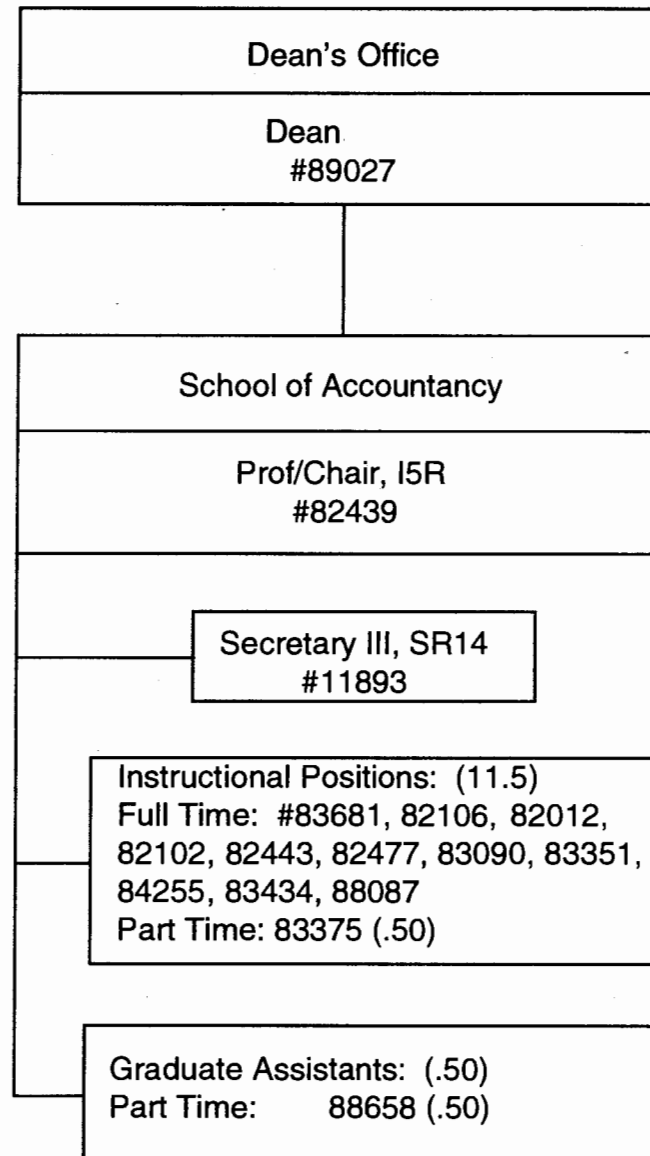 Dean's Office
Dean
#89027
School of Accountancy
Prof/Chair, I5R
#82439
Secretary III, SR14
#11893
Instructional Positions: (11.5)
Full Time: #83681, 82106, 82012,
82102, 82443, 82477, 83090, 83351,
84255, 83434, 88087
Part Time: 83375 (.50)
Graduate Assistants: (.50)
Part Time: 88658 (.50)